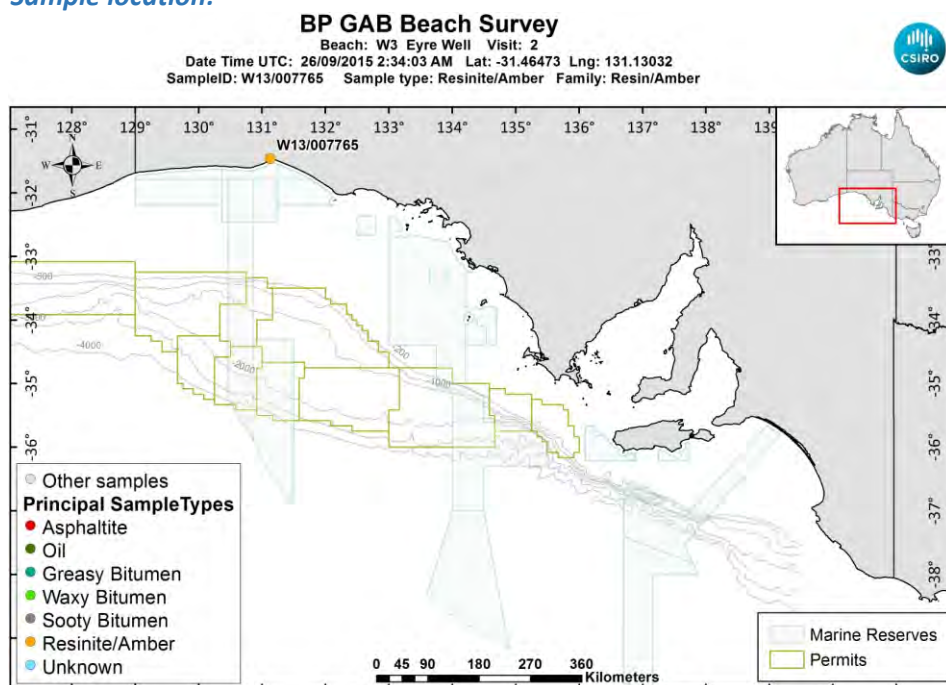 Sample location:
BP GAB Beach Survey
Beach: W3 Eyre Well Visit: 2
Date Time UTC: 26/09/2015 2:34:03 AM Lat: -31.46473 Lng: 131.13032
SampleID: W13/007765 Sample type: Resinite/Amber Family: Resin/Amber
CSIRO
128° 129° 130° 131° 132° 133° 134° 135° 136° 137° 138° 139
W13/007765
N
W E
S
-31°
-32°
-33°
-34°
-35°
-36°
-33°
-34°
-35°
-36°
-37°
-38°
-200
-1000
-2000
-4000
Other samples
Principal SampleTypes
Asphaltite
Oil
Greasy Bitumen
Waxy Bitumen
Sooty Bitumen
Resinite/Amber
Unknown
Marine Reserves
Permits
0 45 90 180 270 360
Kilometers